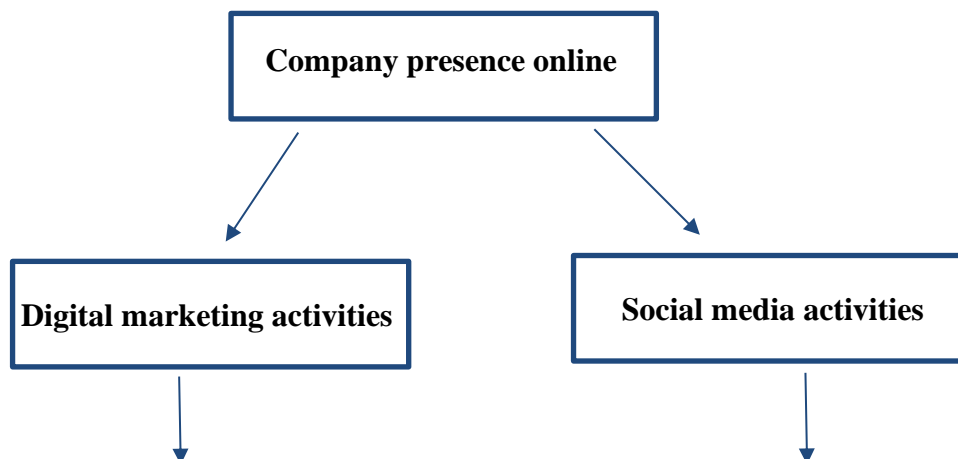 Company presence online
Digital marketing activities
Social media activities